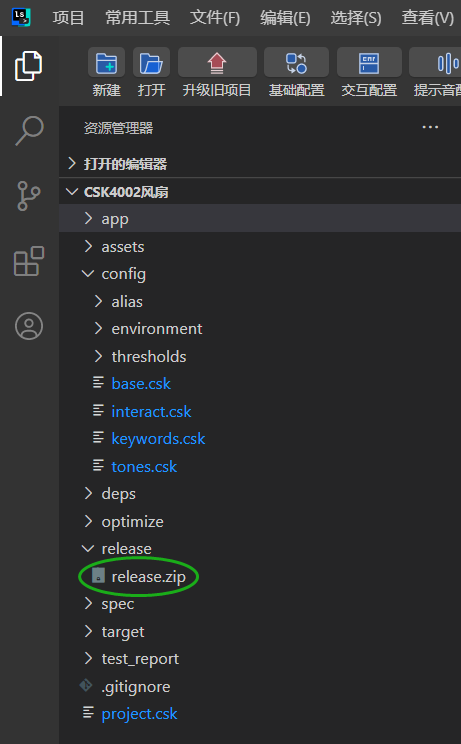 LS 项目 常用工具 文件(F) 编辑(E) 选择(S) 查看(V)
新建 打开 升级旧项目 基础配置 交互配置 提示音配
资源管理器 ...
打开的编辑器
CSK4002风扇
app
assets
config
alias
environment
thresholds
base.csk
interact.csk
keywords.csk
tones.csk
deps
optimize
release
release.zip
spec
target
test_report
.gitignore
project.csk